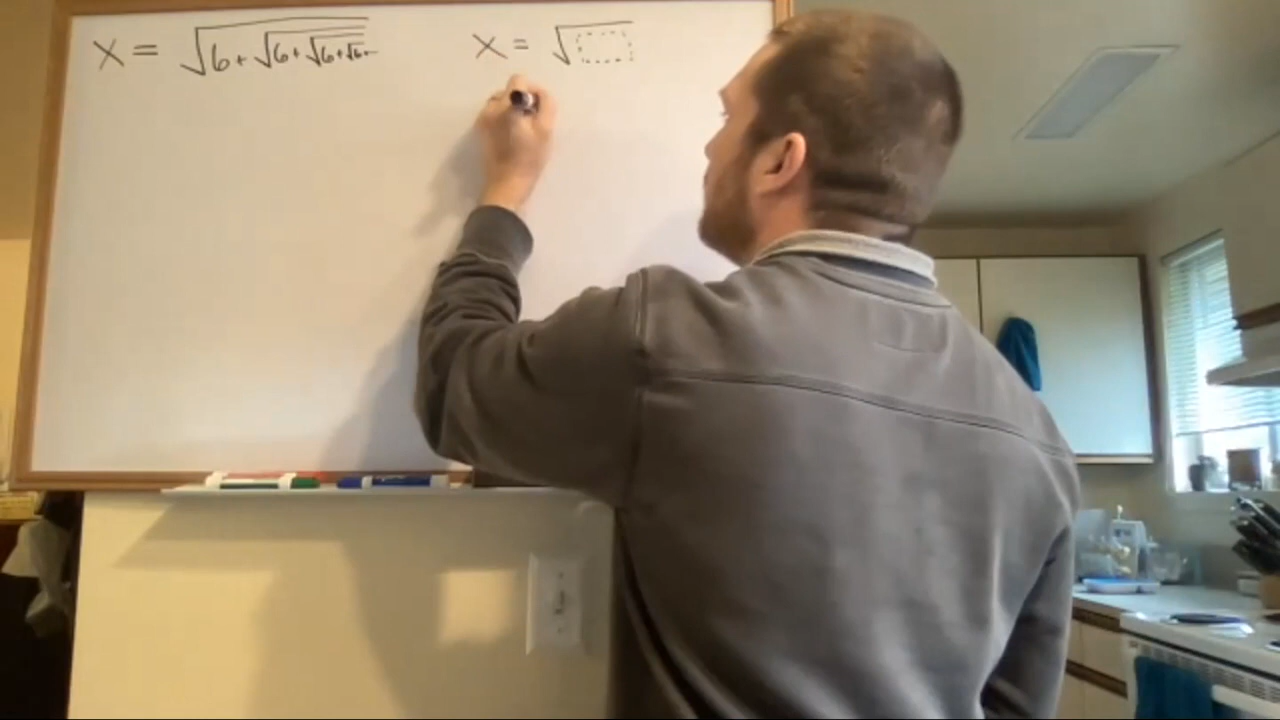 x = √6+√6+√6+√6+...
x = √